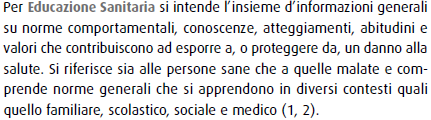 Per Educazione Sanitaria si intende l'insieme d'informazioni generali
su norme comportamentali, conoscenze, atteggiamenti, abitudini e
valori che contribuiscono ad esporre a, o proteggere da, un danno alla
salute. Si riferisce sia alle persone sane che a quelle malate e com-
prende norme generali che si apprendono in diversi contesti quali
quello familiare, scolastico, sociale e medico (1, 2).